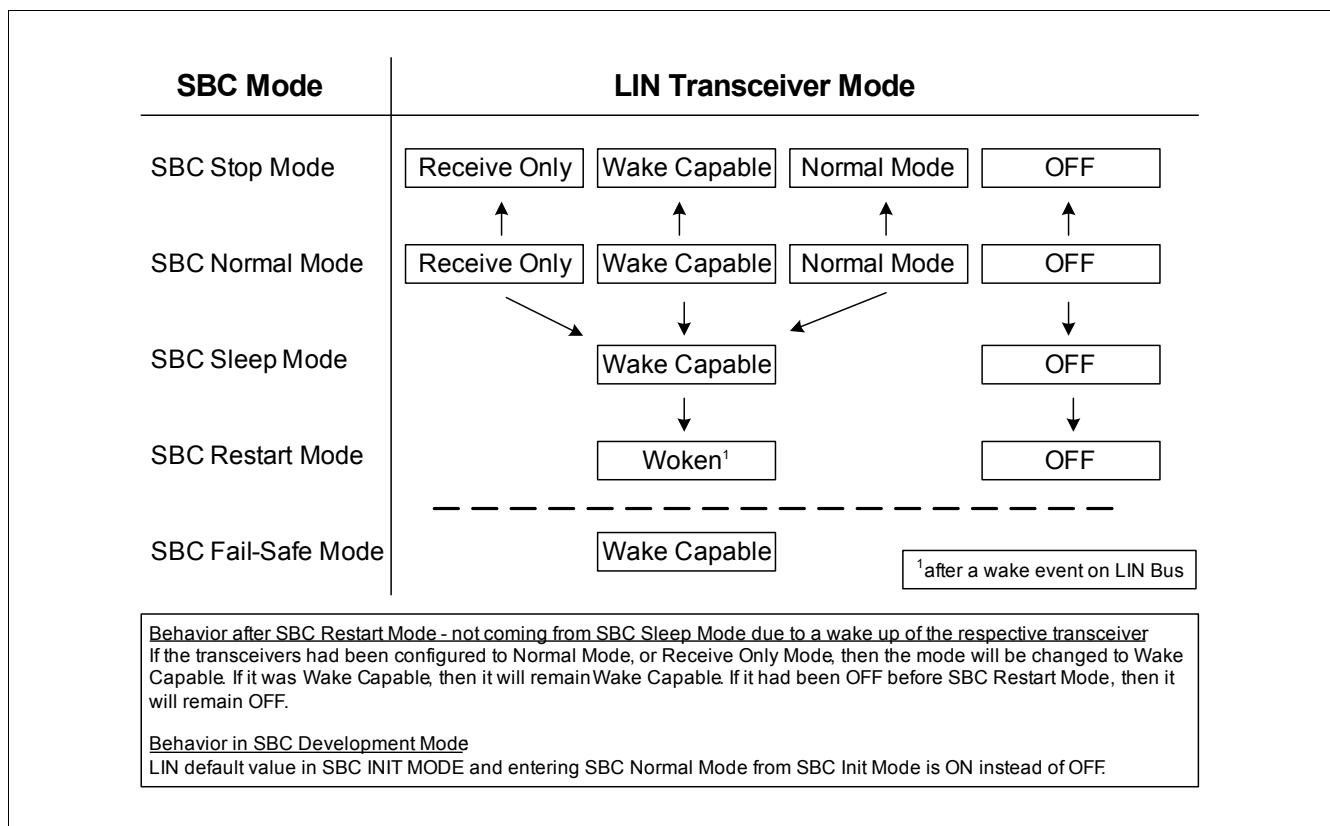 SBC Mode LIN Transceiver Mode
SBC Stop Mode Receive Only Wake Capable Normal Mode OFF
SBC Normal Mode Receive Only Wake Capable Normal Mode OFF
SBC Sleep Mode Wake Capable OFF
SBC Restart Mode Woken¹ OFF
SBC Fail-Safe Mode Wake Capable
¹after a wake event on LIN Bus
Behavior after SBC Restart Mode - not coming from SBC Sleep Mode due to a wake up of the respective transceiver
If the transceivers had been configured to Normal Mode, or Receive Only Mode, then the mode will be changed to Wake
Capable. If it was Wake Capable, then it will remain Wake Capable. If it had been OFF before SBC Restart Mode, then it
will remain OFF.
Behavior in SBC Development Mode
LIN default value in SBC INIT MODE and entering SBC Normal Mode from SBC Init Mode is ON instead of OFF.